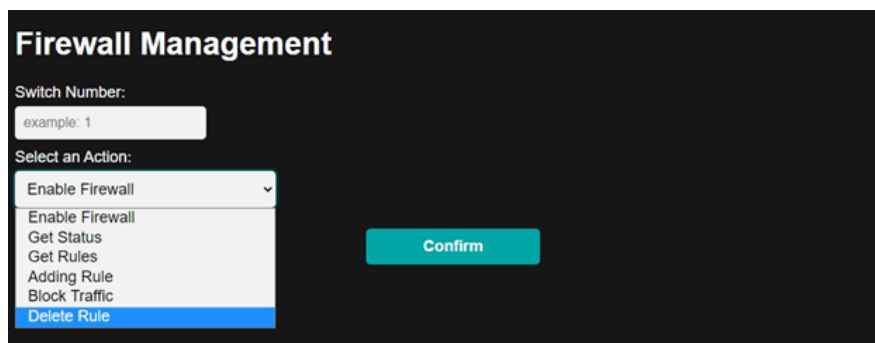 Firewall Management
Switch Number:
example: 1
Select an Action:
Enable Firewall
Enable Firewall
Get Status
Get Rules
Adding Rule
Block Traffic
Delete Rule
Confirm